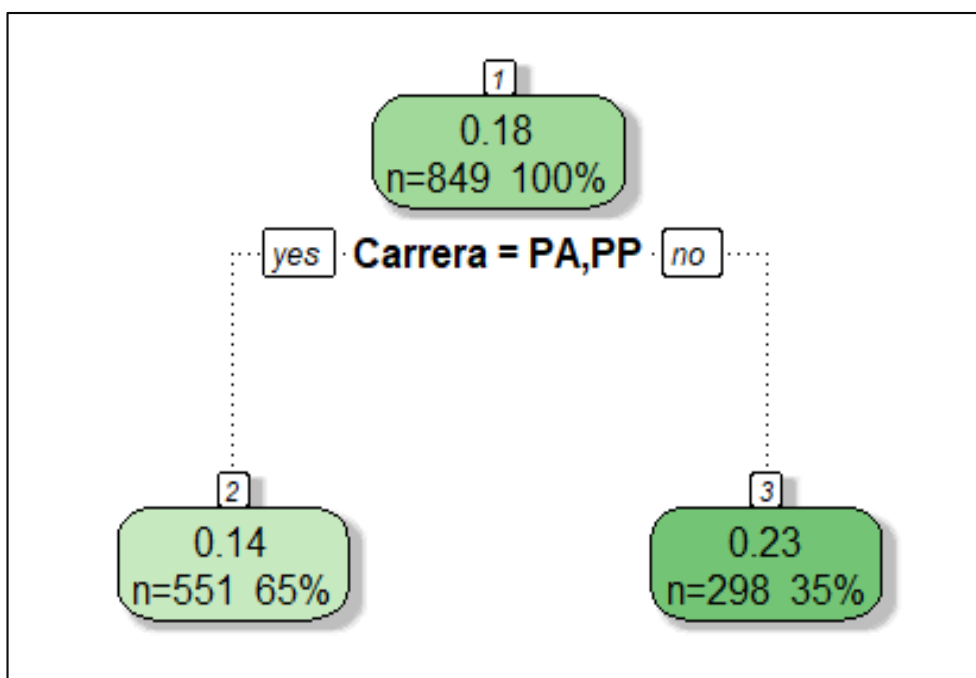 1
0.18
n=849 100%
yes Carrera = PA,PP no
2
0.14
n=551 65%
3
0.23
n=298 35%